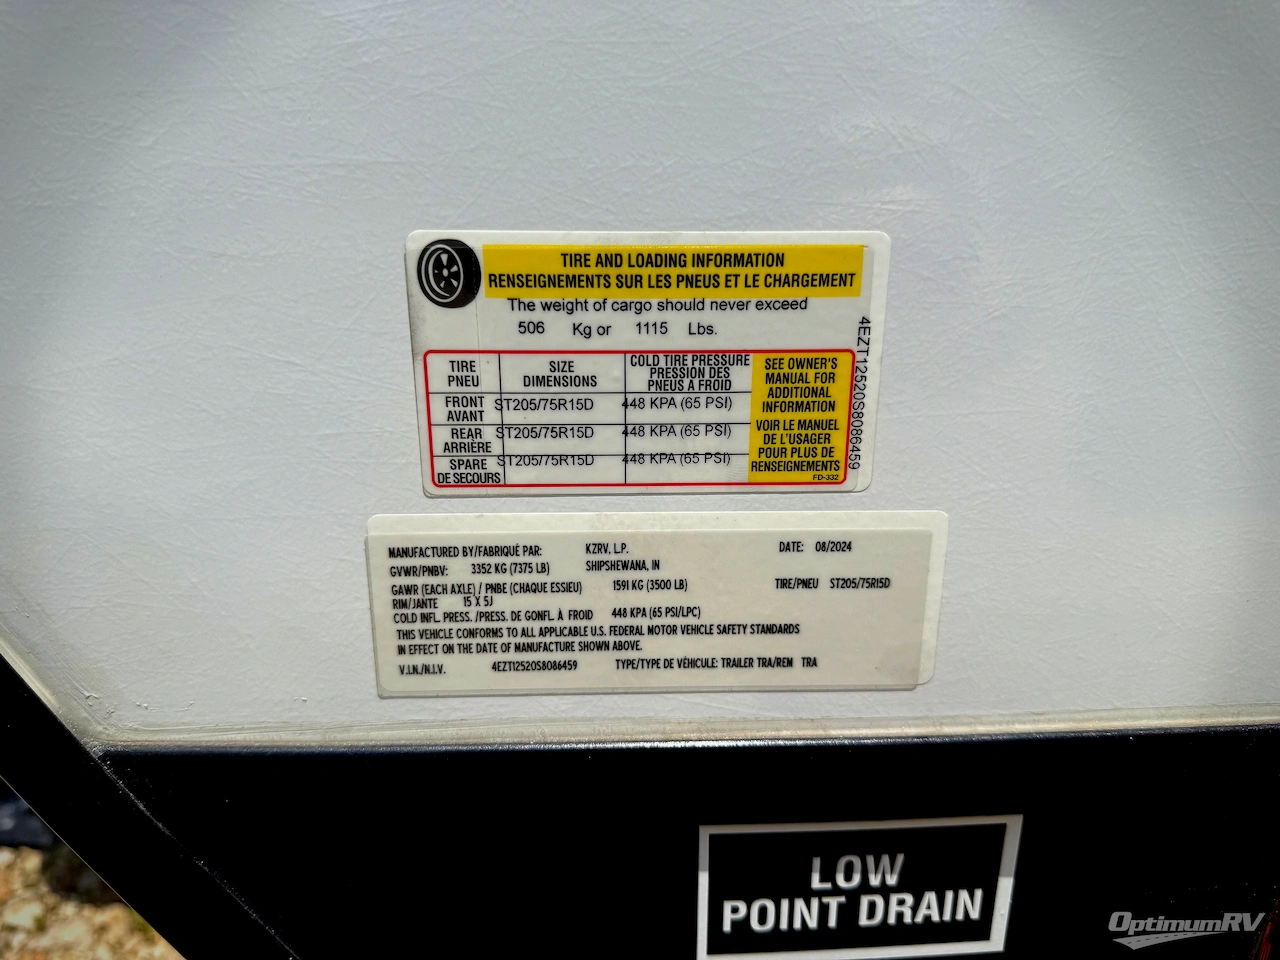 TIRE AND LOADING INFORMATION
RENSEIGNEMENTS SUR LES PNEUS ET LE CHARGEMENT
The weight of cargo should never exceed
506 Kg or 1115 Lbs.
TIRE PNEU SIZE DIMENSIONS COLD TIRE PRESSURE PRESSION DES PNEUS A FROID
FRONT AVANT ST205/75R15D 448 KPA (65 PSI)
REAR ARRIÈRE ST205/75R15D 448 KPA (65 PSI)
SPARE DE SECOURS ST205/75R15D 448 KPA (65 PSI)
SEE OWNER'S
MANUAL FOR
ADDITIONAL
INFORMATION
VOIR LE MANUEL
DE L'USAGER
POUR PLUS DE
RENSEIGNEMENTS
FD-332
4EZT12520S8086459
MANUFACTURED BY/FABRIQUÉ PAR: KZRV, L.P. DATE: 08/2024
GVWR/PNBV: 3352 KG (7375 LB) SHIPSHEWANA, IN
GAWR (EACH AXLE) / PNBE (CHAQUE ESSIEU) 1591 KG (3500 LB) TIRE/PNEU ST205/75R15D
RIM/JANTE 15 X 5J
COLD INFL. PRESS. /PRESS. DE GONFL. À FROID 448 KPA (65 PSI/LPC)
THIS VEHICLE CONFORMS TO ALL APPLICABLE U.S. FEDERAL MOTOR VEHICLE SAFETY STANDARDS
IN EFFECT ON THE DATE OF MANUFACTURE SHOWN ABOVE.
V.I.N./N.I.V. 4EZT12520S8086459 TYPE/TYPE DE VÉHICULE: TRAILER TRA/REM TRA
LOW
POINT DRAIN
OptimumRV